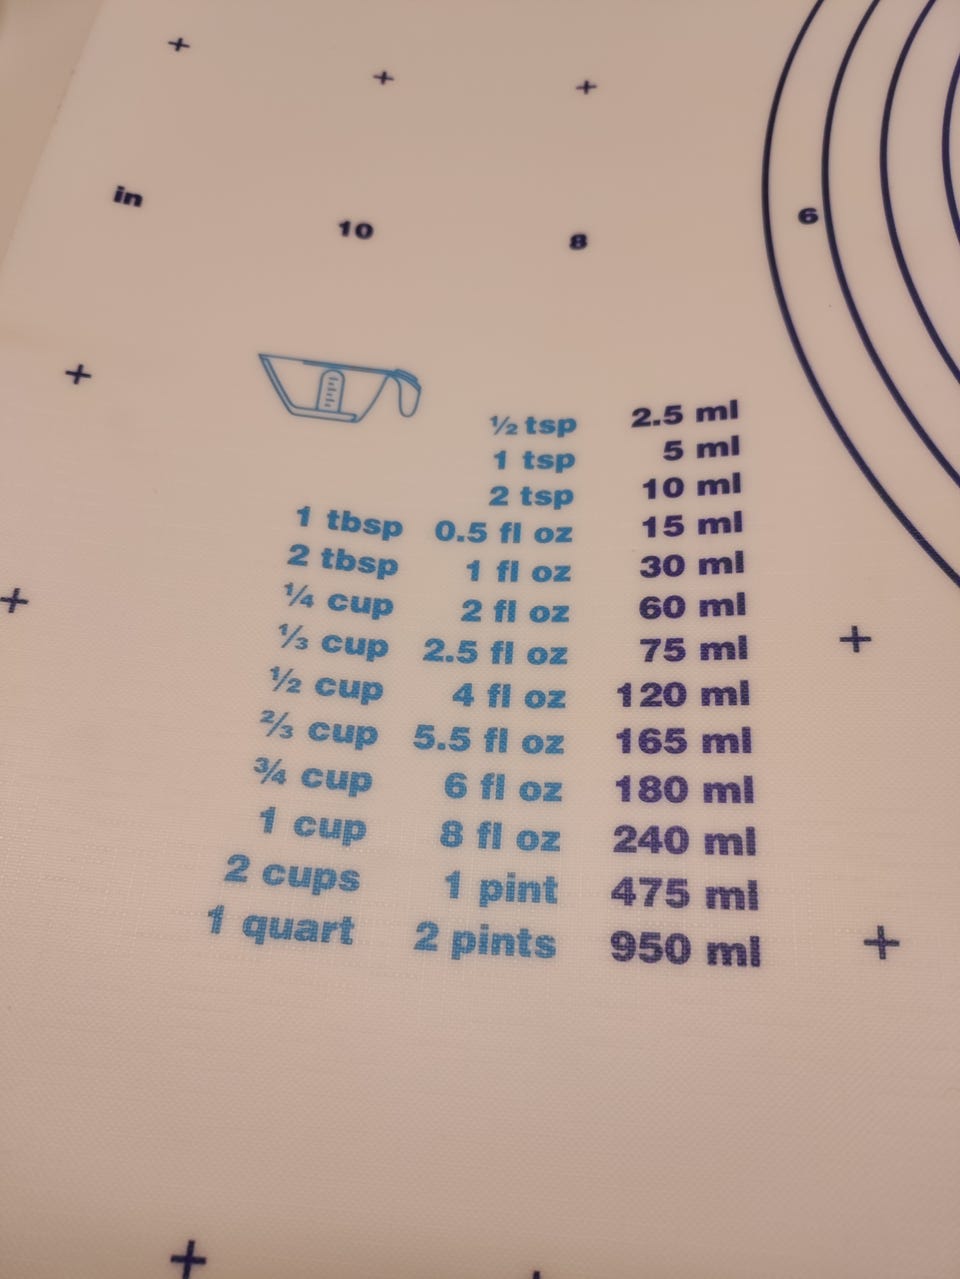 in 10 8 6
½ tsp 2.5 ml
1 tsp 5 ml
2 tsp 10 ml
1 tbsp 0.5 fl oz 15 ml
2 tbsp 1 fl oz 30 ml
¼ cup 2 fl oz 60 ml
⅓ cup 2.5 fl oz 75 ml
½ cup 4 fl oz 120 ml
⅔ cup 5.5 fl oz 165 ml
¾ cup 6 fl oz 180 ml
1 cup 8 fl oz 240 ml
2 cups 1 pint 475 ml
1 quart 2 pints 950 ml